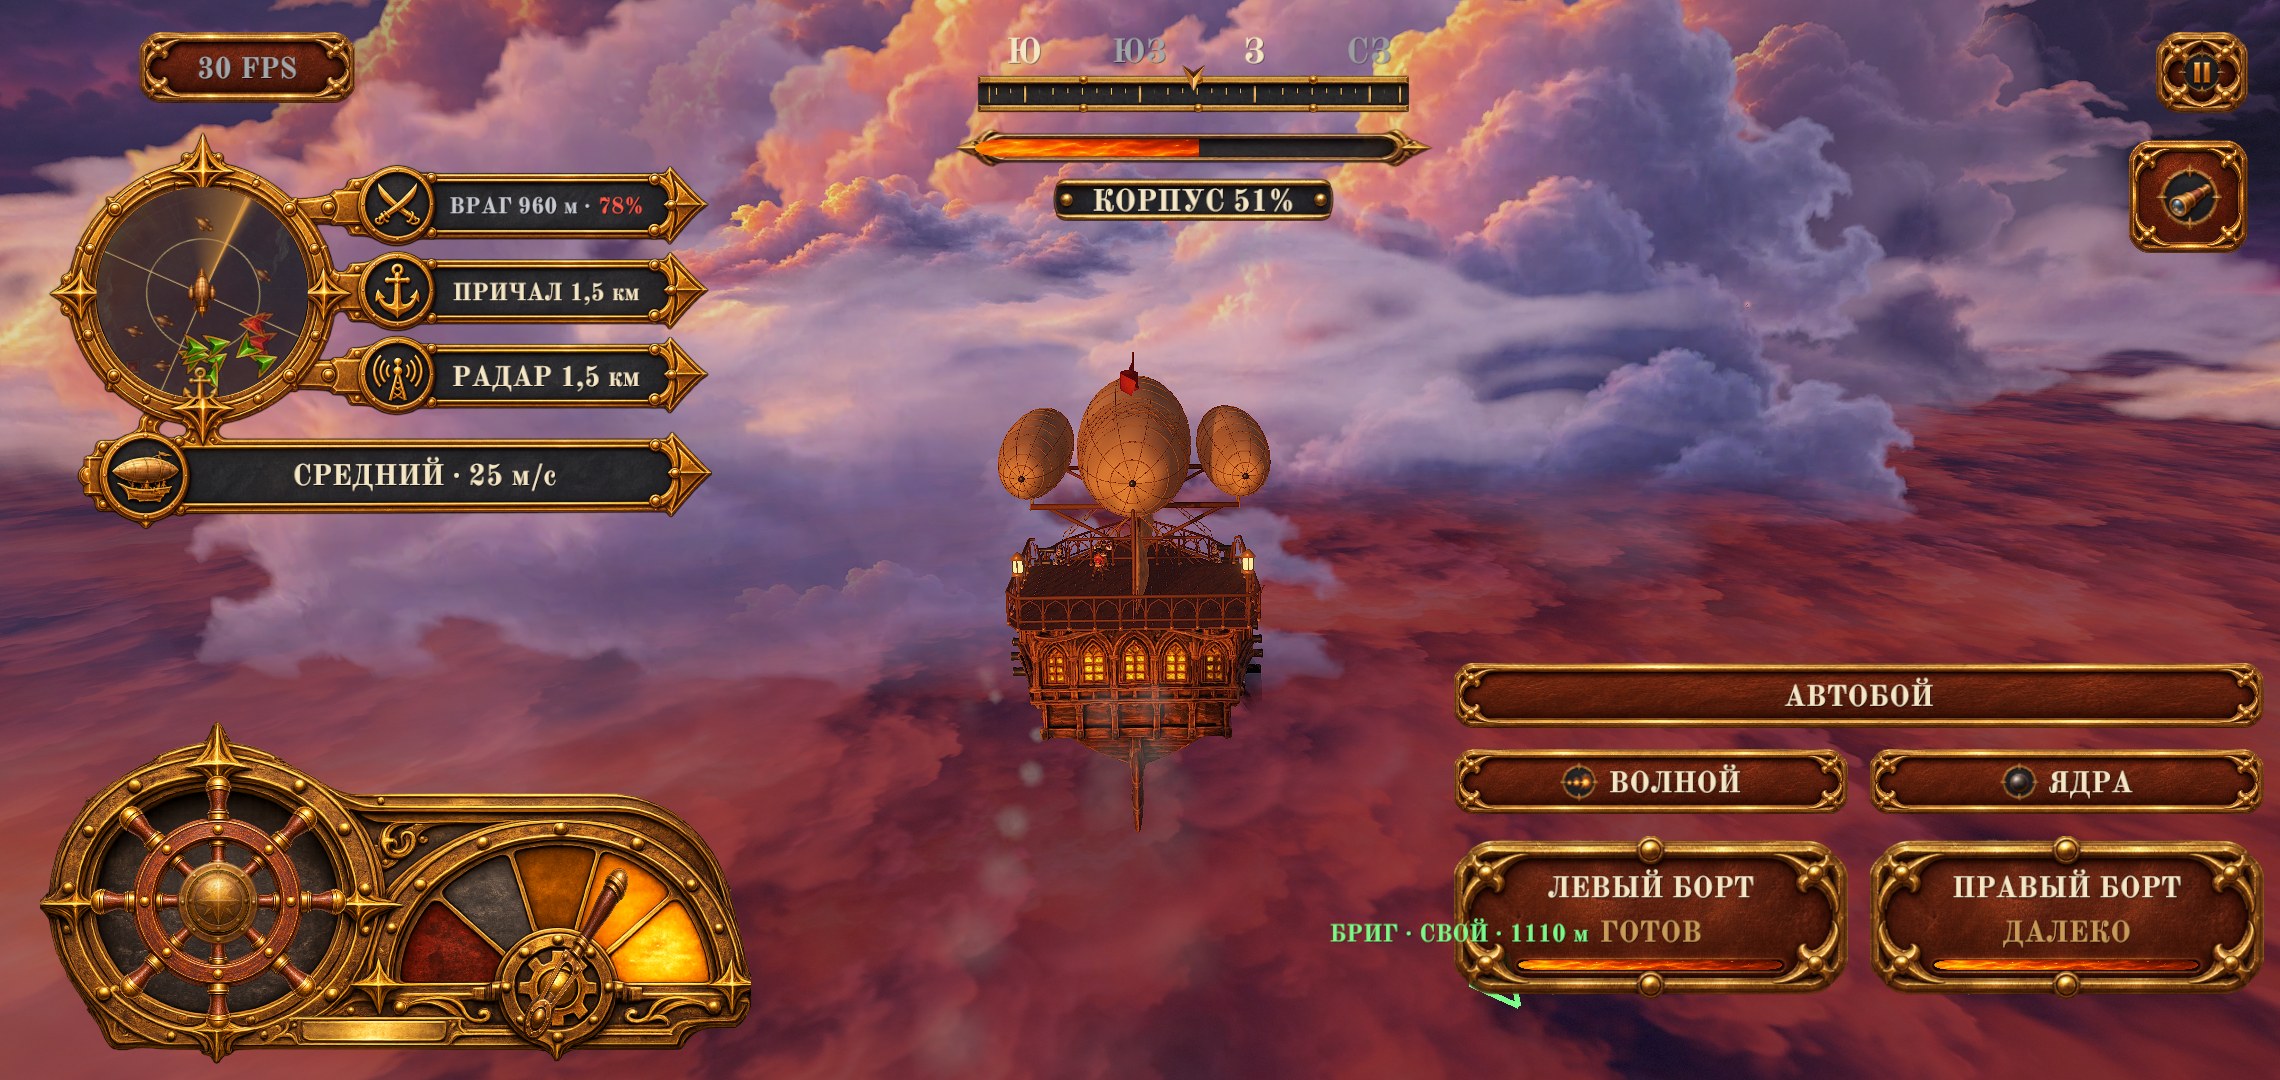 30 FPS
Ю ЮЗ З СЗ
КОРПУС 51%
ВРАГ 960 м · 78%
ПРИЧАЛ 1,5 км
РАДАР 1,5 км
СРЕДНИЙ · 25 м/с
АВТОБОЙ
ВОЛНОЙ
ЯДРА
ЛЕВЫЙ БОРТ
ГОТОВ
ПРАВЫЙ БОРТ
ДАЛЕКО
БРИГ · СВОЙ · 1110 м